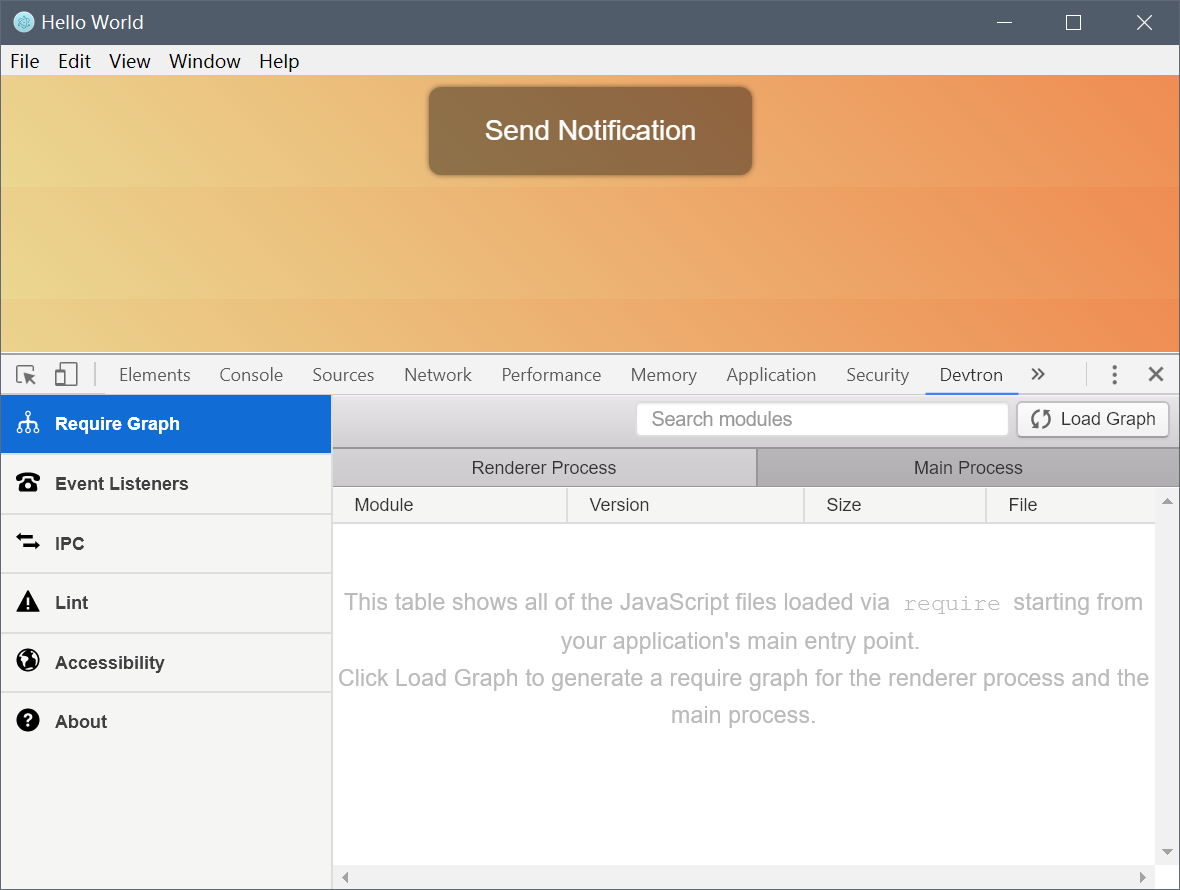 Hello World
File Edit View Window Help
Send Notification
Elements Console Sources Network Performance Memory Application Security Devtron
Require Graph
Event Listeners
IPC
Lint
Accessibility
About
Search modules
Load Graph
Renderer Process Main Process
Module Version Size File
This table shows all of the JavaScript files loaded via require starting from
your application's main entry point.
Click Load Graph to generate a require graph for the renderer process and the
main process.